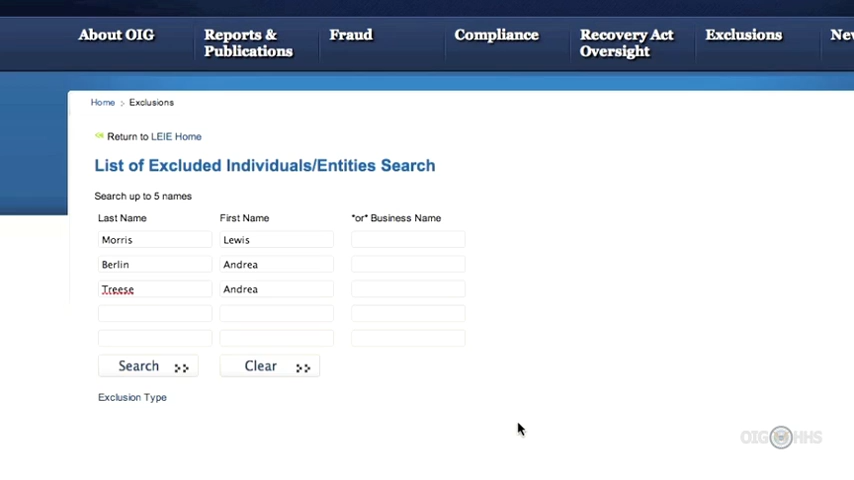 About OIG
Reports &
Publications
Fraud
Compliance
Recovery Act
Oversight
Exclusions
Home > Exclusions
Return to LEIE Home
List of Excluded Individuals/Entities Search
Search up to 5 names
Last Name First Name *or* Business Name
Morris Lewis
Berlin Andrea
Treese Andrea
Search Clear
Exclusion Type
OIG HHS